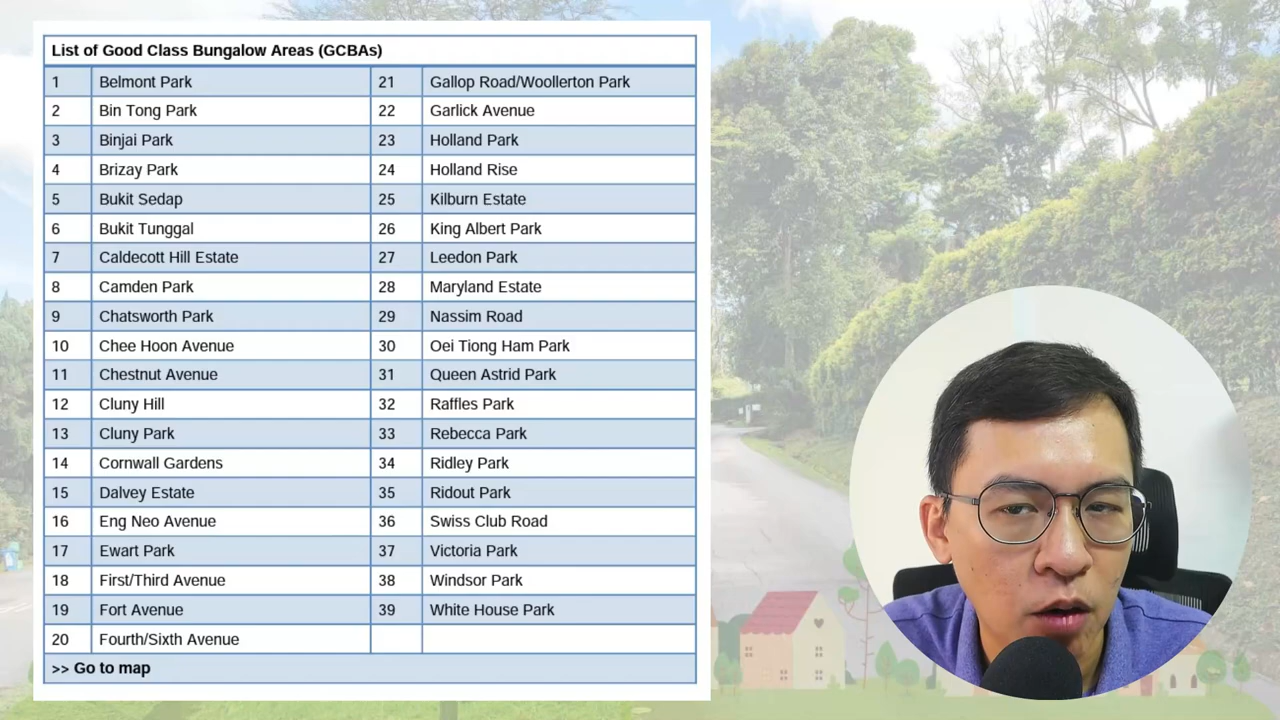 List of Good Class Bungalow Areas (GCBAs)
1 Belmont Park 21 Gallop Road/Woollerton Park
2 Bin Tong Park 22 Garlick Avenue
3 Binjai Park 23 Holland Park
4 Brizay Park 24 Holland Rise
5 Bukit Sedap 25 Kilburn Estate
6 Bukit Tunggal 26 King Albert Park
7 Caldecott Hill Estate 27 Leedon Park
8 Camden Park 28 Maryland Estate
9 Chatsworth Park 29 Nassim Road
10 Chee Hoon Avenue 30 Oei Tiong Ham Park
11 Chestnut Avenue 31 Queen Astrid Park
12 Cluny Hill 32 Raffles Park
13 Cluny Park 33 Rebecca Park
14 Cornwall Gardens 34 Ridley Park
15 Dalvey Estate 35 Ridout Park
16 Eng Neo Avenue 36 Swiss Club Road
17 Ewart Park 37 Victoria Park
18 First/Third Avenue 38 Windsor Park
19 Fort Avenue 39 White House Park
20 Fourth/Sixth Avenue
>> Go to map